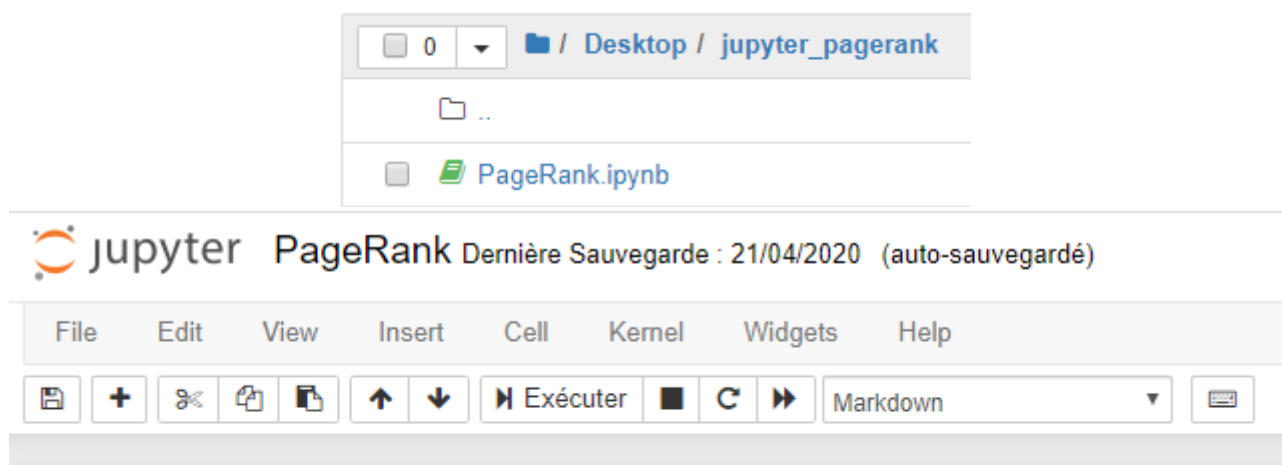 0 / Desktop / jupyter_pagerank
..
PageRank.ipynb
jupyter PageRank Dernière Sauvegarde : 21/04/2020 (auto-sauvegardé)
File Edit View Insert Cell Kernel Widgets Help
Exécuter Markdown